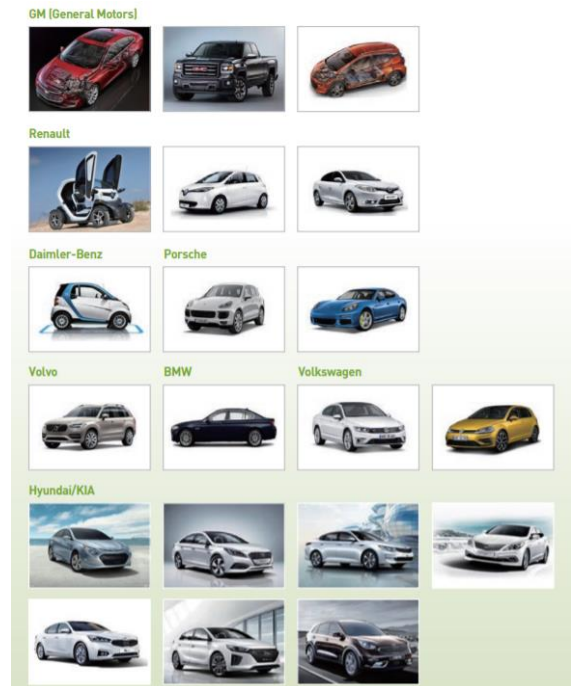 GM (General Motors)
Renault
Daimler-Benz
Porsche
Volvo
BMW
Volkswagen
Hyundai/KIA